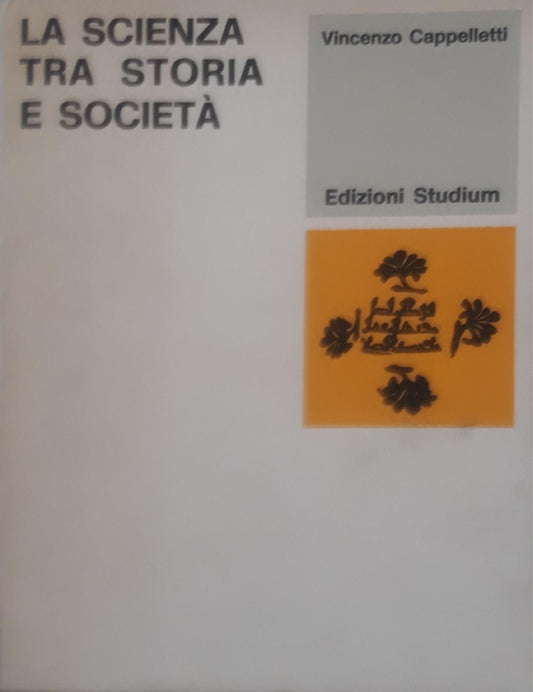 LA SCIENZA
TRA STORIA
E SOCIETÀ
Vincenzo Cappelletti
Edizioni Studium